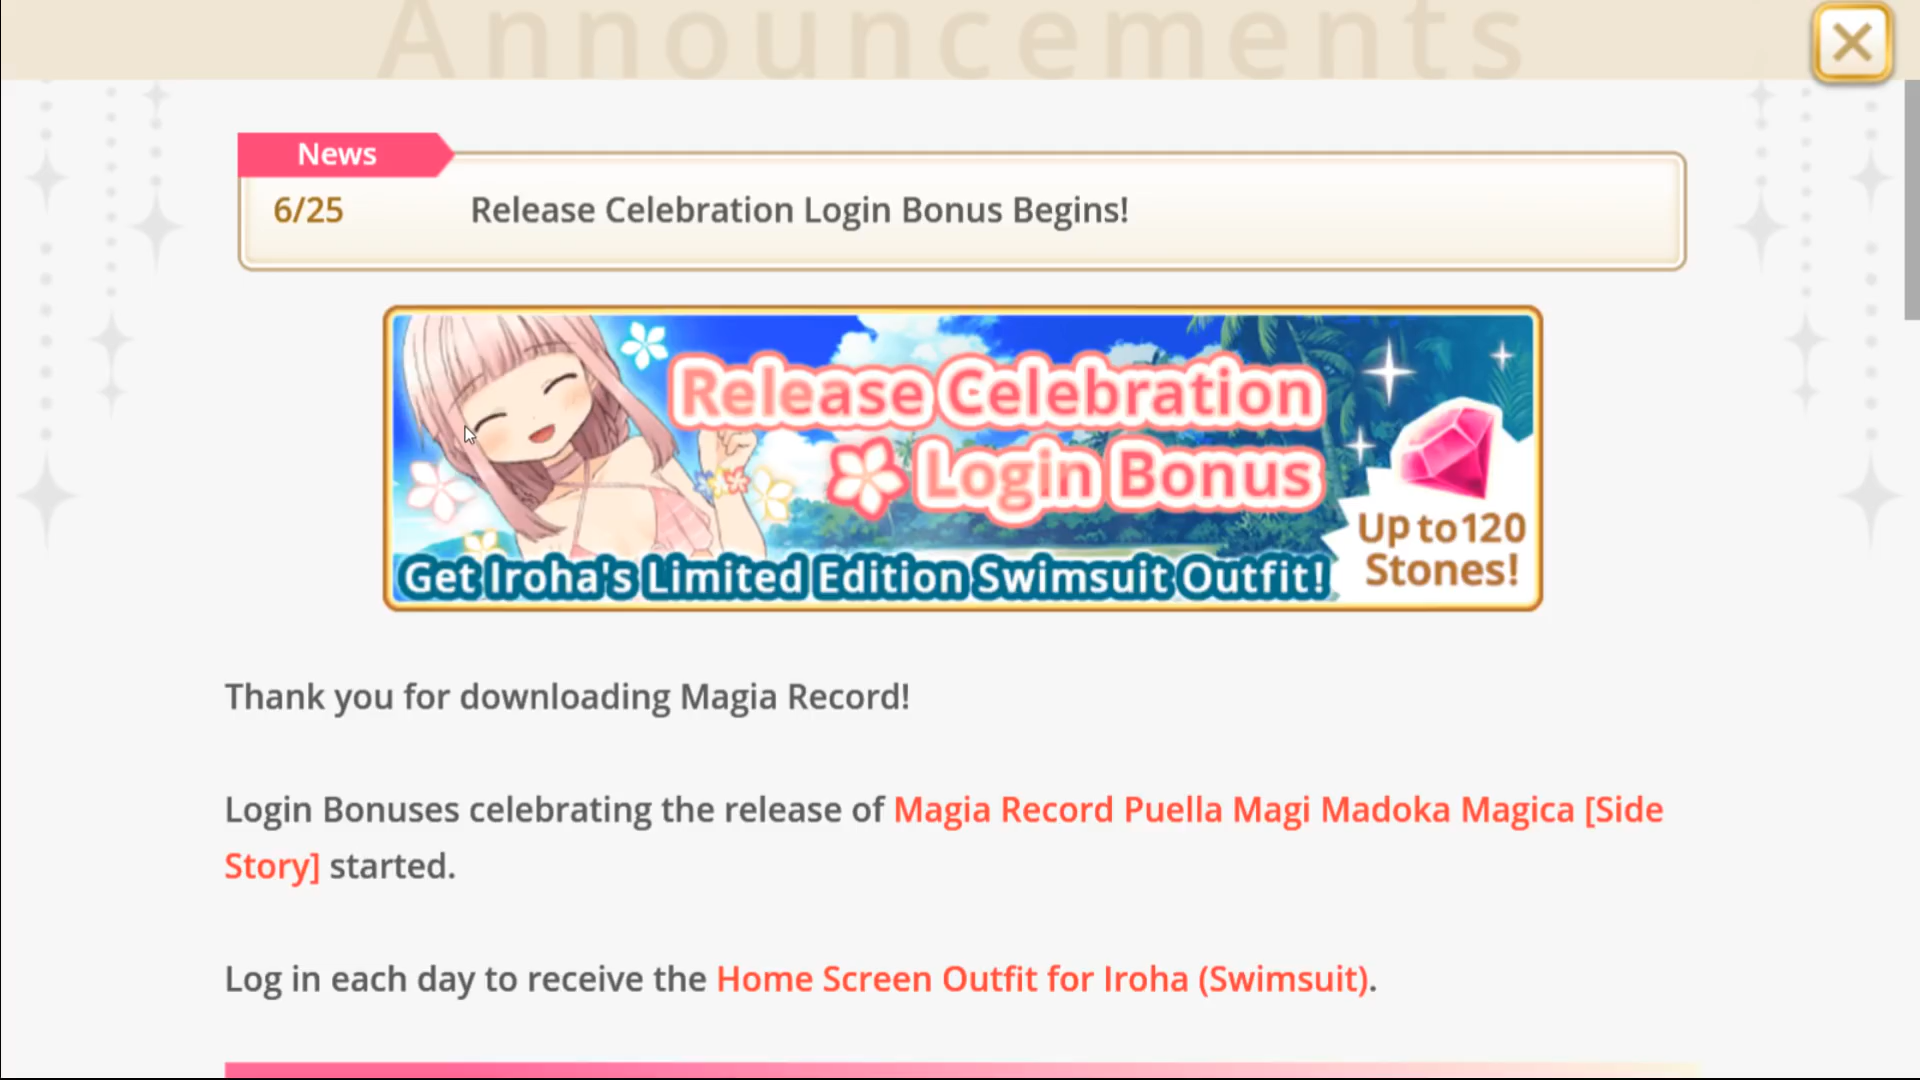 Announcements
News
6/25 Release Celebration Login Bonus Begins!
Release Celebration
Login Bonus
Up to 120
Stones!
Get Iroha's Limited Edition Swimsuit Outfit!
Thank you for downloading Magia Record!
Login Bonuses celebrating the release of Magia Record Puella Magi Madoka Magica [Side
Story] started.
Log in each day to receive the Home Screen Outfit for Iroha (Swimsuit).